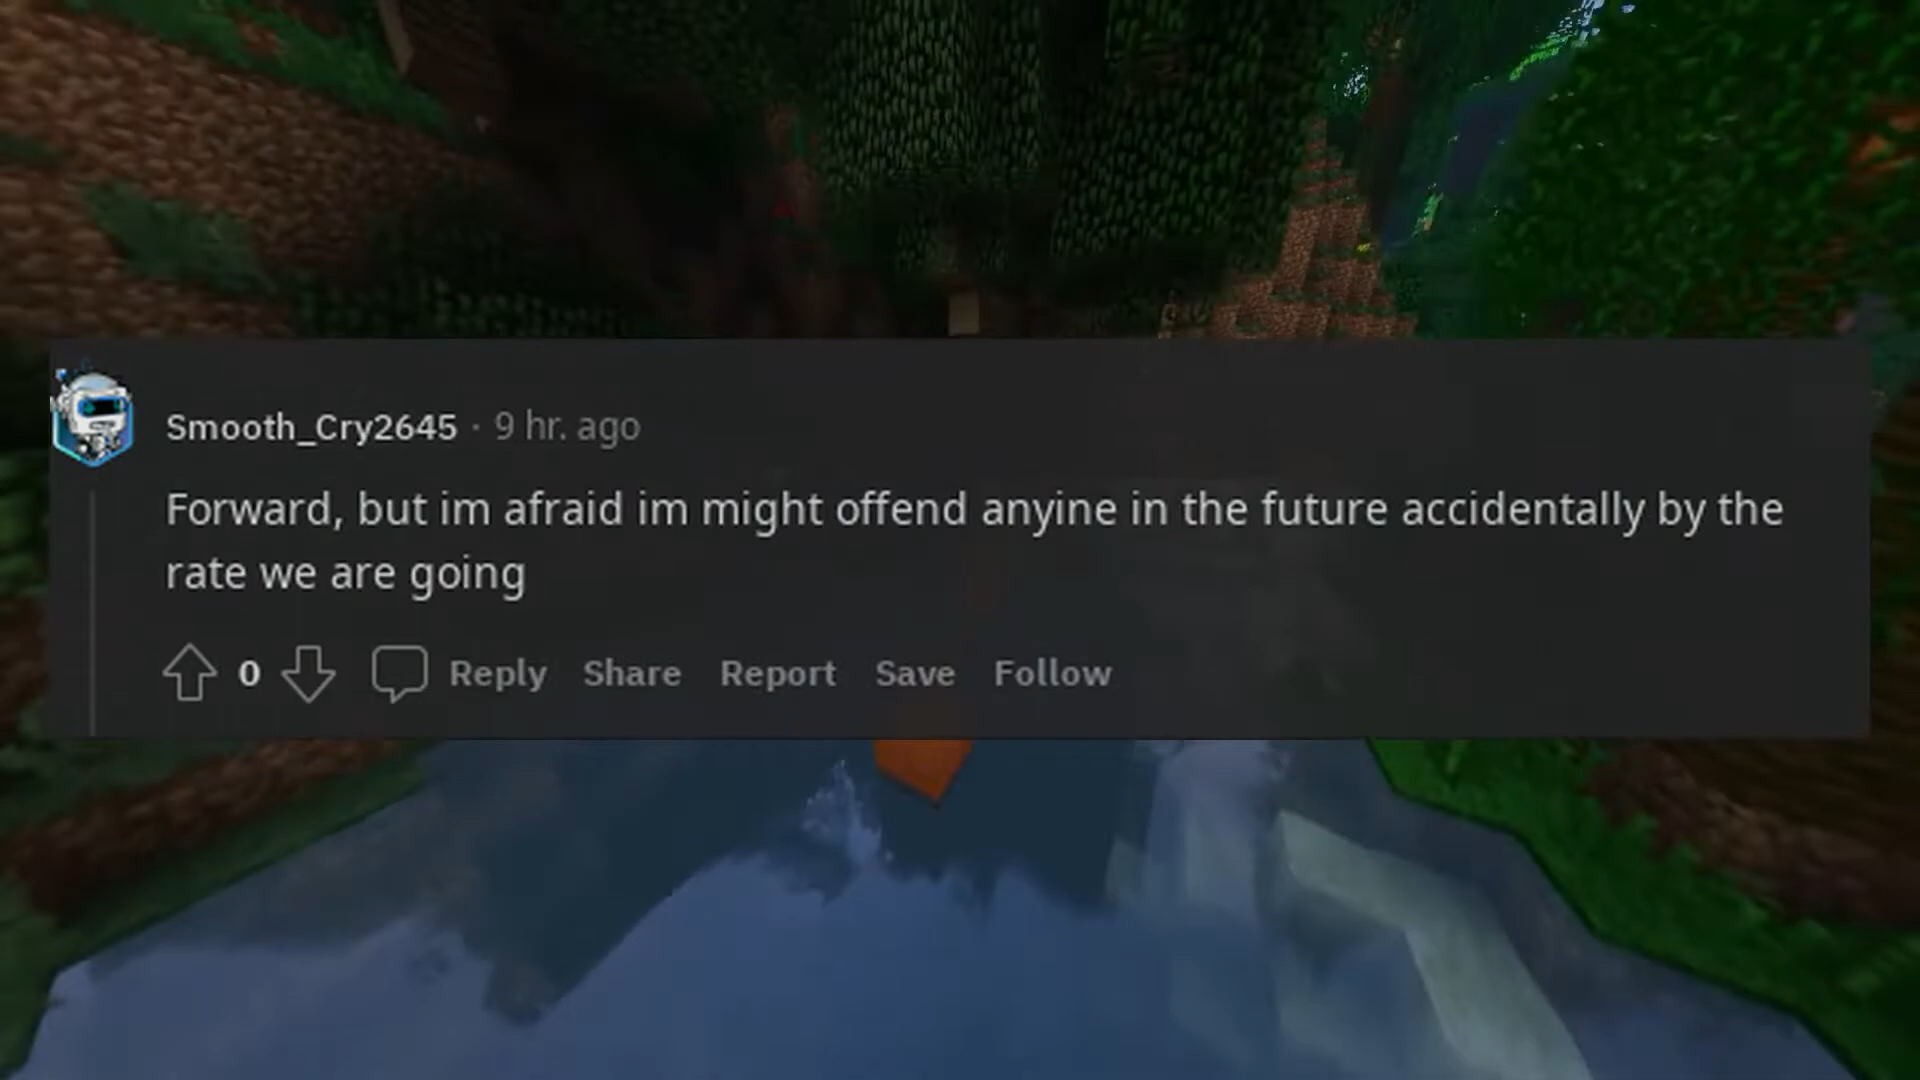 Smooth_Cry2645 · 9 hr. ago
Forward, but im afraid im might offend anyine in the future accidentally by the
rate we are going
0 Reply Share Report Save Follow